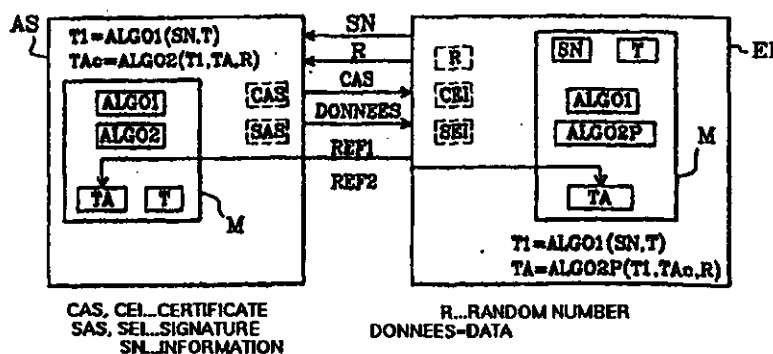 AS
T1=ALGO1(SN,T)
TAc=ALGO2(T1,TA,R)
ALGO1
ALGO2
CAS
SAS
TA
T
M
SN
R
CAS
DONNEES
REF1
REF2
R
CEI
SEI
SN
T
ALGO1
ALGO2P
TA
M
EI
T1=ALGO1(SN,T)
TA=ALGO2P(T1,TAc,R)
CAS, CEI...CERTIFICATE
SAS, SEI...SIGNATURE
SN...INFORMATION
R...RANDOM NUMBER
DONNEES=DATA